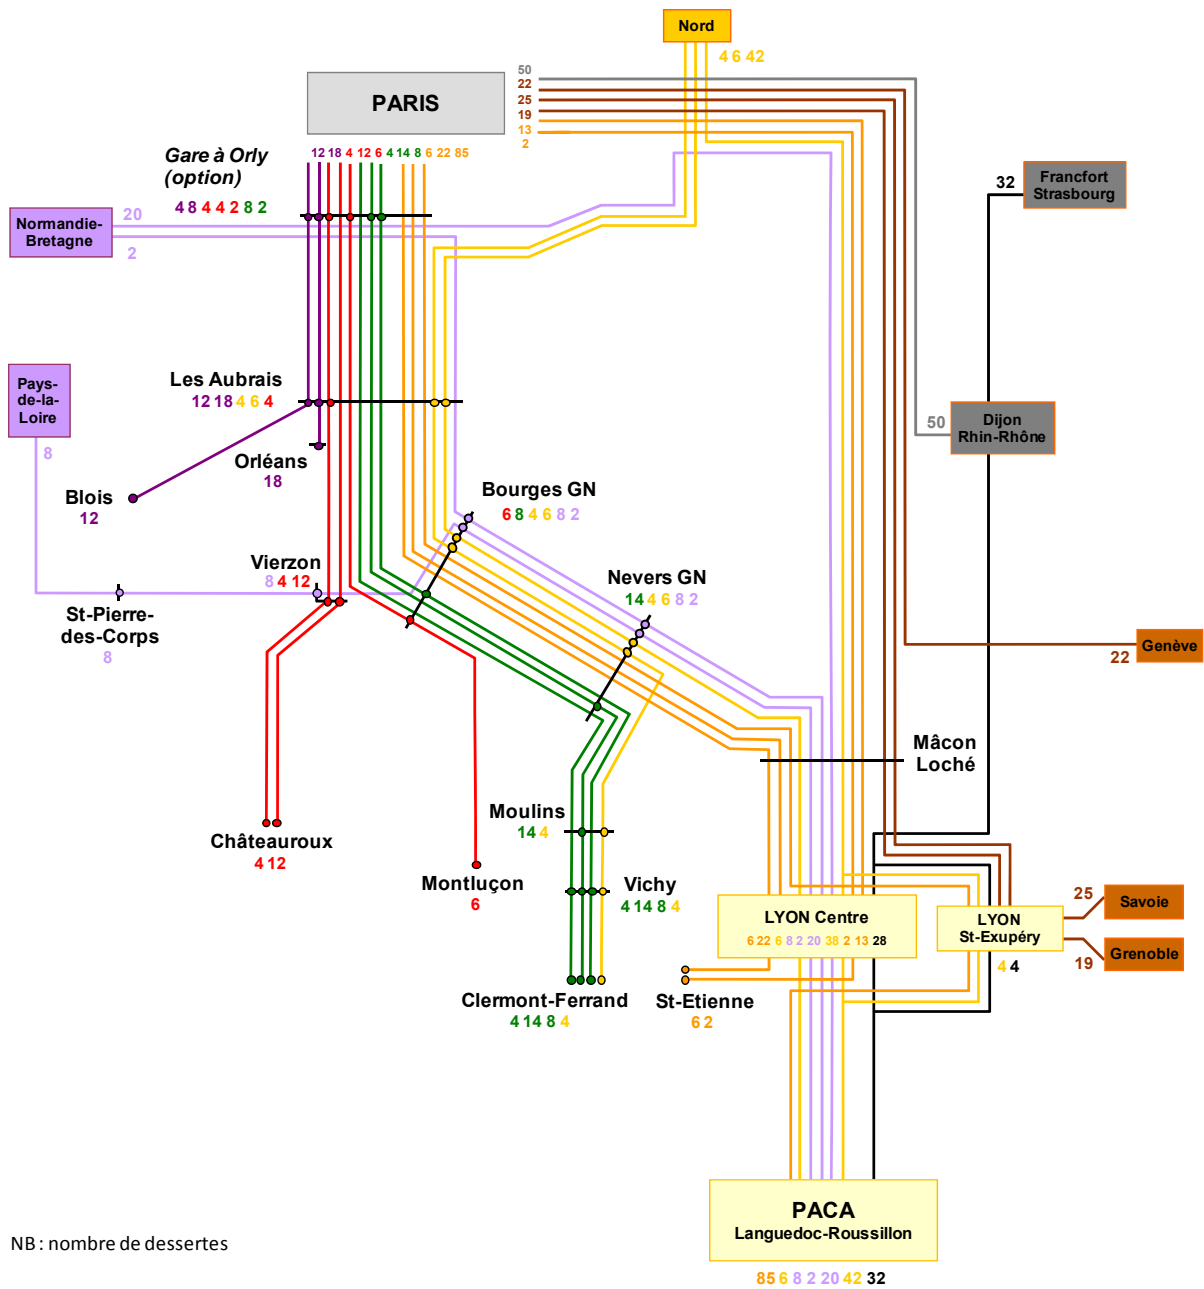 Nord
4 6 42
PARIS
50
22
25
19
13
2
12 18 4 12 6 4 14 8 6 22 85
Gare à Orly
(option)
4 8 4 4 2 8 2
Normandie-
Bretagne
20
2
32
Francfort
Strasbourg
Pays-
de-la-
Loire
8
Les Aubrais
12 18 4 6 4
50
Dijon
Rhin-Rhône
Orléans
18
Blois
12
Bourges GN
6 8 4 6 8 2
Vierzon
8 4 12
Nevers GN
14 4 6 8 2
St-Pierre-
des-Corps
8
22
Genève
Mâcon
Loché
Châteauroux
4 12
Moulins
14 4
Montluçon
6
Vichy
4 14 8 4
LYON Centre
6 22 6 8 2 20 38 2 13 28
LYON
St-Exupéry
4 4
25
Savoie
19
Grenoble
Clermont-Ferrand
4 14 8 4
St-Etienne
6 2
PACA
Languedoc-Roussillon
85 6 8 2 20 42 32
NB : nombre de dessertes